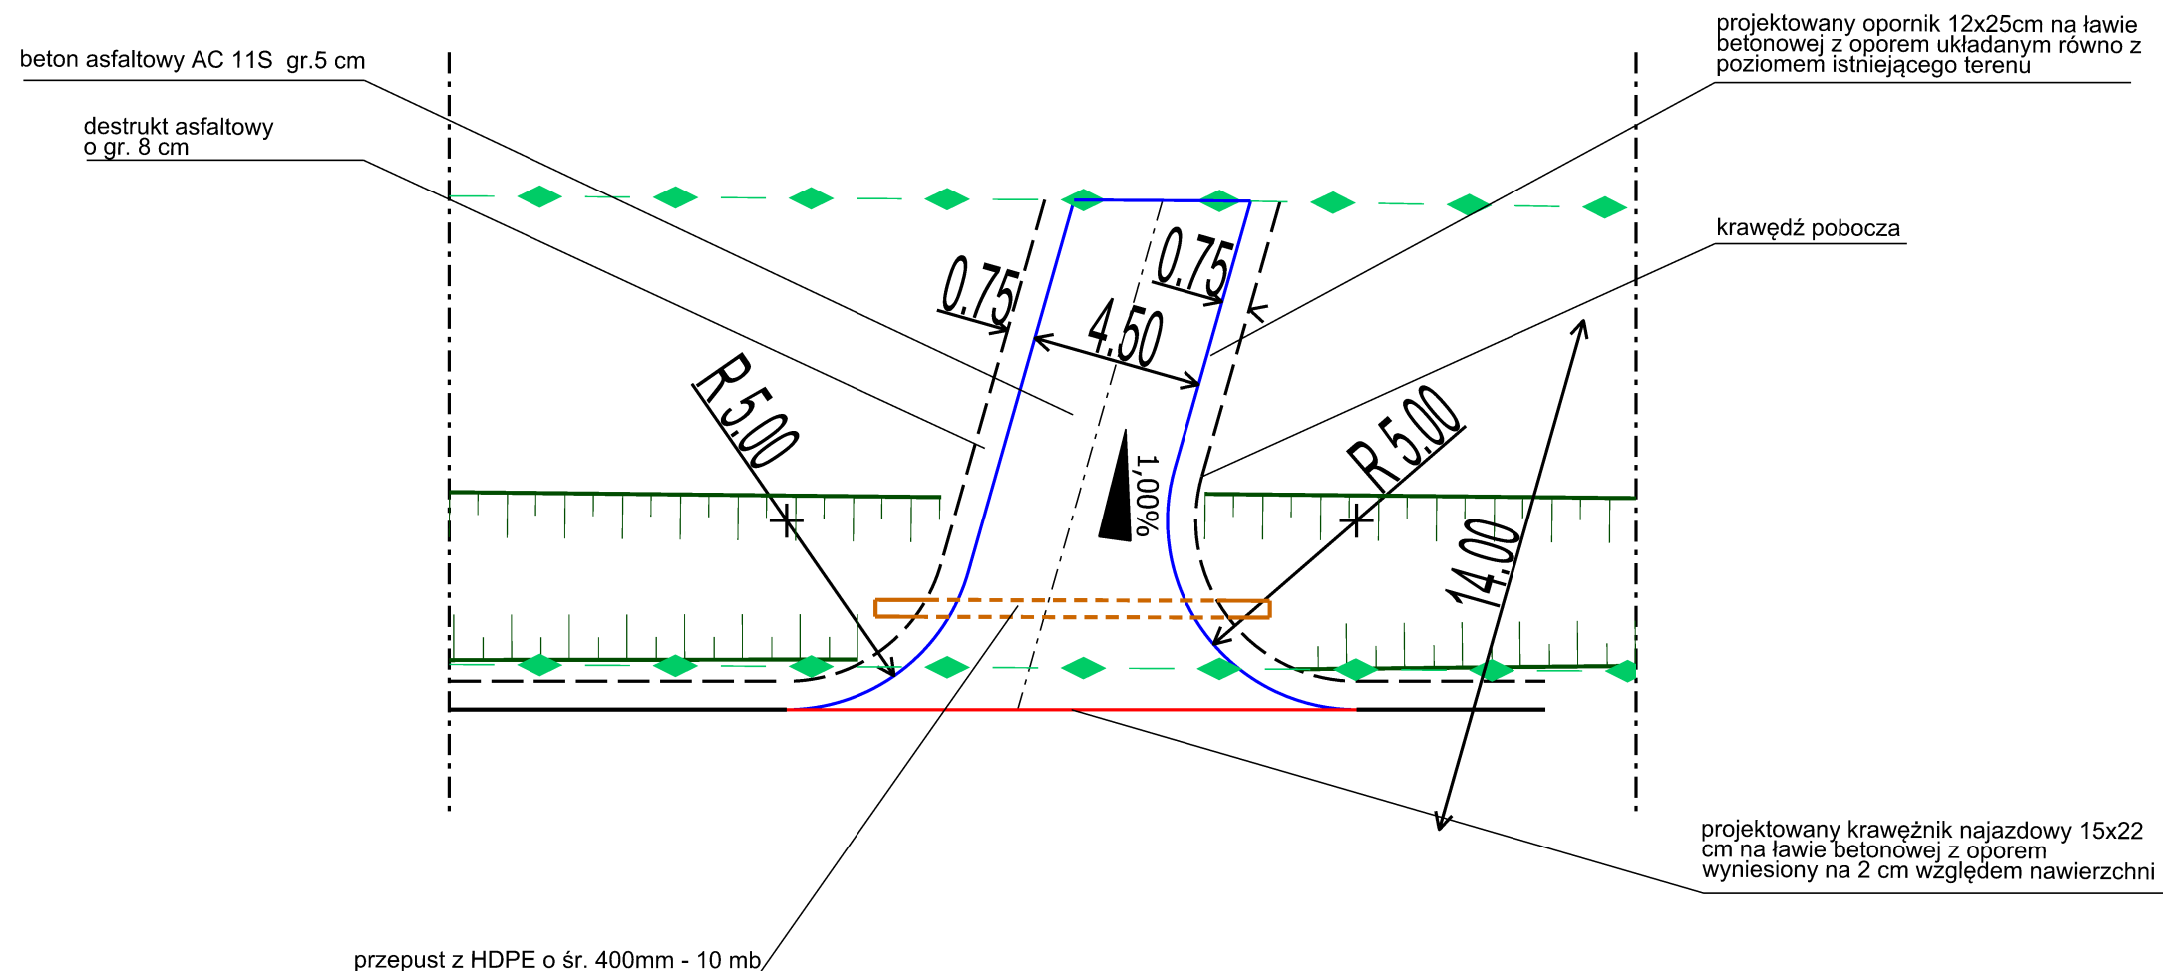 projektowany opornik 12x25cm na ławie
betonowej z oporem układanym równo z
poziomem istniejącego terenu
beton asfaltowy AC 11S gr.5 cm
destrukt asfaltowy
o gr. 8 cm
krawędź pobocza
0.75
0.75
4.50
R 5.00
R 5.00
1,00%
14.00
projektowany krawężnik najazdowy 15x22
cm na ławie betonowej z oporem
wyniesiony na 2 cm względem nawierzchni
przepust z HDPE o śr. 400mm - 10 mb